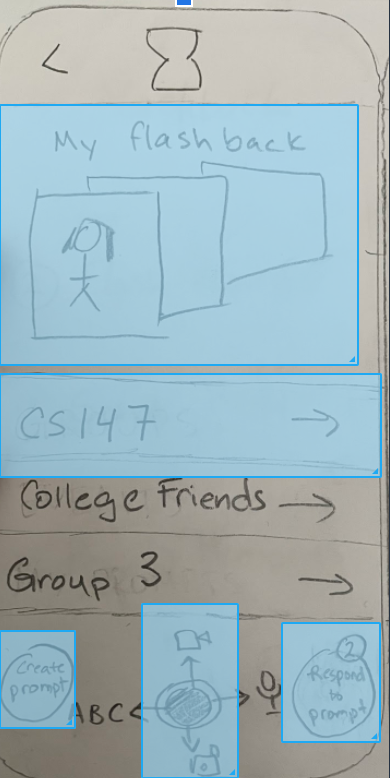 <
My flashback
CS147 →
College Friends →
Group 3 →
Create
prompt
ABC
2
Respond
to
prompt